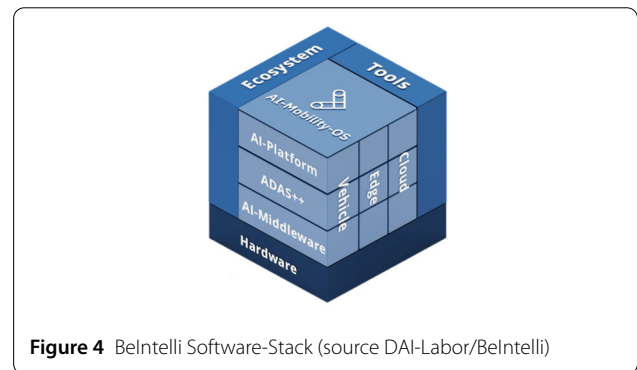 Ecosystem
Tools
AI-Mobility-OS
AI-Platform
ADAS++
AI-Middleware
Vehicle
Edge
Cloud
Hardware
Figure 4 BeIntelli Software-Stack (source DAI-Labor/BeIntelli)